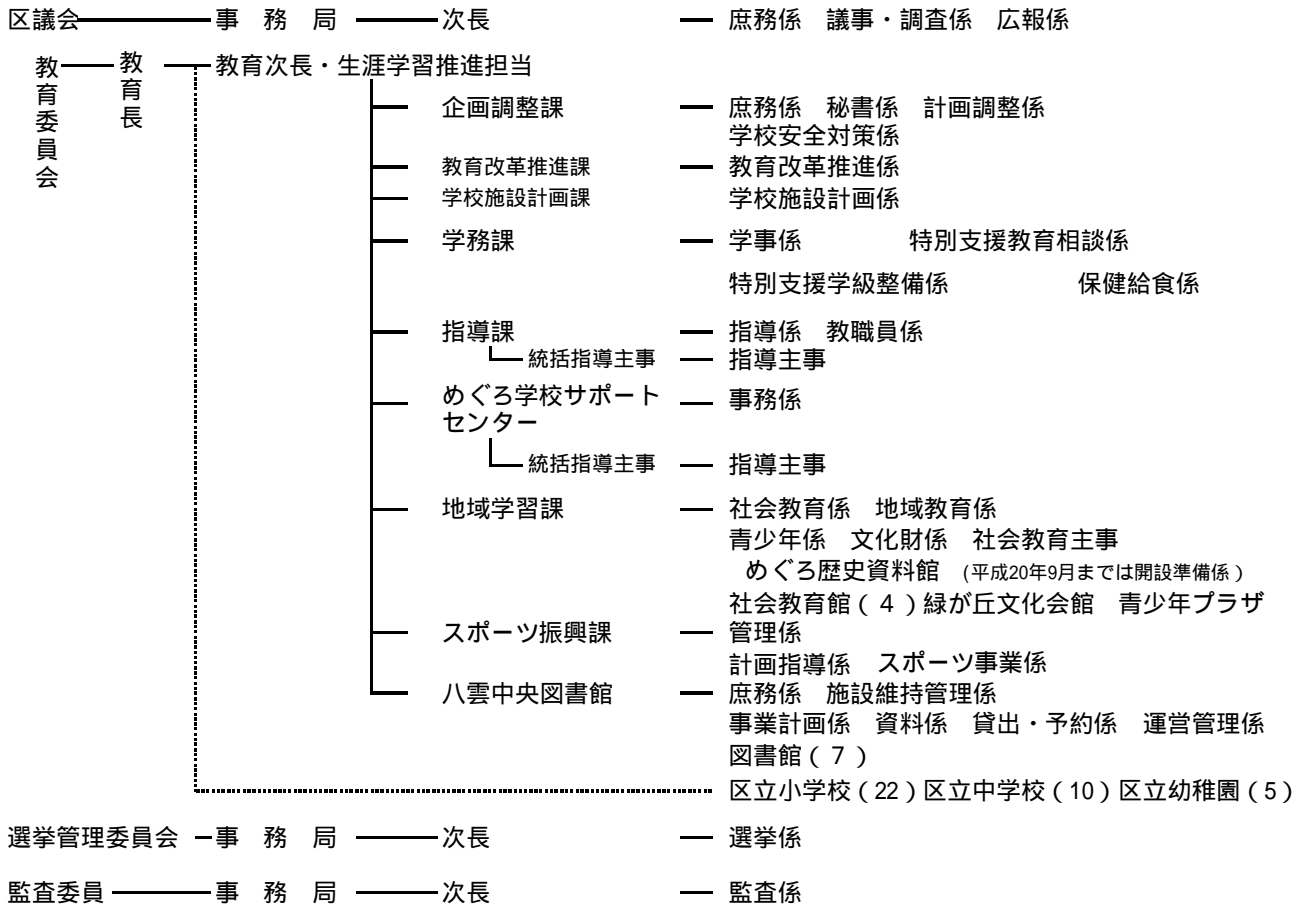 区議会 事務局 次長 庶務係 議事・調査係 広報係
教育委員会 教育長 教育次長・生涯学習推進担当
企画調整課 庶務係 秘書係 計画調整係
学校安全対策係
教育改革推進課 教育改革推進係
学校施設計画課 学校施設計画係
学務課 学事係 特別支援教育相談係
特別支援学級整備係 保健給食係
指導課 指導係 教職員係
統括指導主事 指導主事
めぐろ学校サポート 事務係
センター
統括指導主事 指導主事
地域学習課 社会教育係 地域教育係
青少年係 文化財係 社会教育主事
めぐろ歴史資料館 (平成20年9月までは開設準備係)
社会教育館(4)緑が丘文化会館 青少年プラザ
スポーツ振興課 管理係
計画指導係 スポーツ事業係
八雲中央図書館 庶務係 施設維持管理係
事業計画係 資料係 貸出・予約係 運営管理係
図書館(7)
区立小学校(22)区立中学校(10)区立幼稚園(5)
選挙管理委員会 事務局 次長 選挙係
監査委員 事務局 次長 監査係